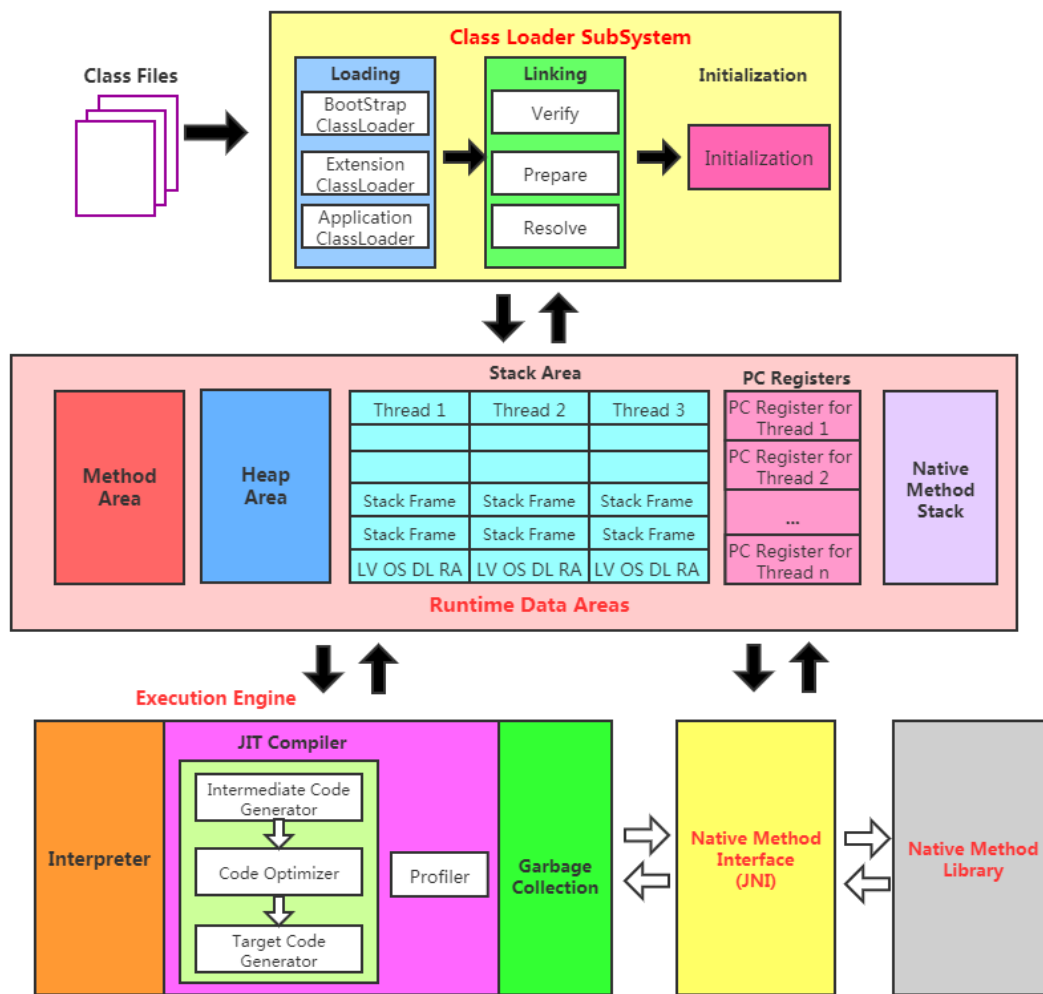 Class Loader SubSystem
Class Files
Loading
BootStrap
ClassLoader
Extension
ClassLoader
Application
ClassLoader
Linking
Verify
Prepare
Resolve
Initialization
Initialization
Stack Area
PC Registers
Method
Area
Heap
Area
Thread 1 Thread 2 Thread 3
Stack Frame Stack Frame Stack Frame
Stack Frame Stack Frame Stack Frame
LV OS DL RA LV OS DL RA LV OS DL RA
PC Register for
Thread 1
PC Register for
Thread 2
...
PC Register for
Thread n
Native
Method
Stack
Runtime Data Areas
Execution Engine
Interpreter
JIT Compiler
Intermediate Code
Generator
Code Optimizer
Target Code
Generator
Profiler
Garbage
Collection
Native Method
Interface
(JNI)
Native Method
Library